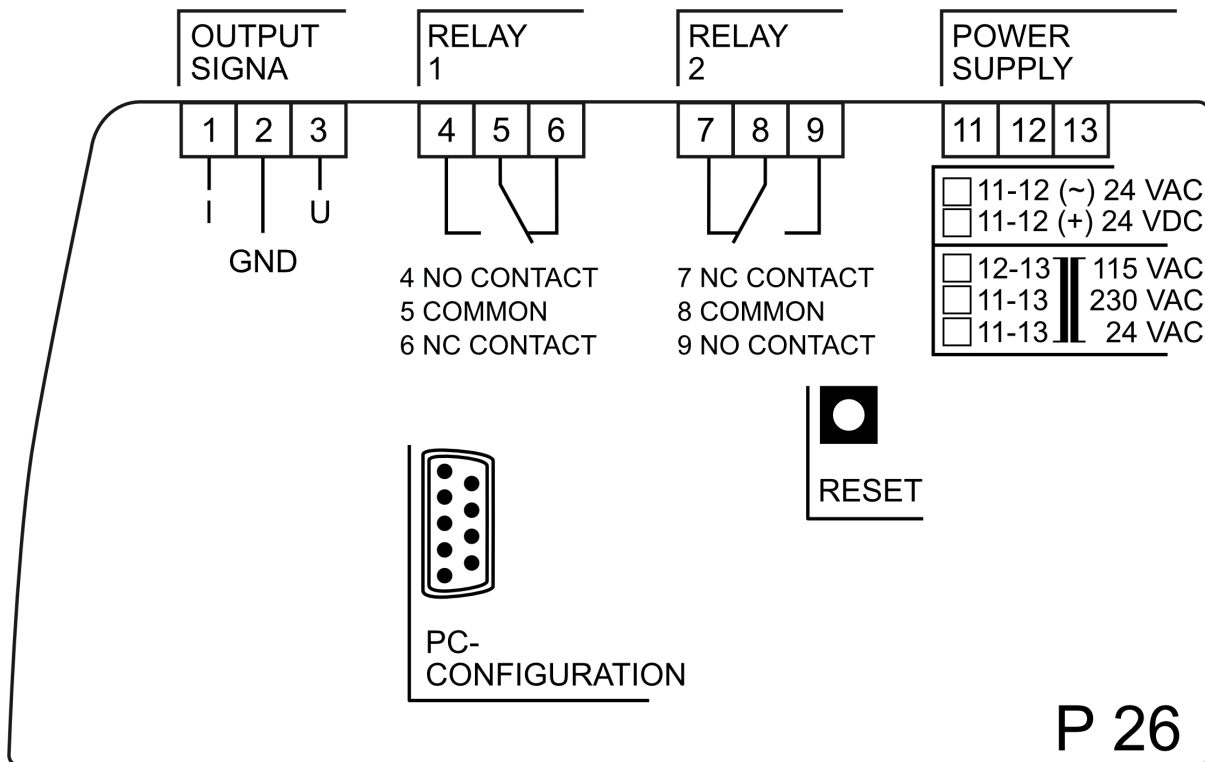 OUTPUT
SIGNA
RELAY
1
RELAY
2
POWER
SUPPLY
1 2 3
4 5 6
7 8 9
11 12 13
I
GND
U
4 NO CONTACT
5 COMMON
6 NC CONTACT
7 NC CONTACT
8 COMMON
9 NO CONTACT
11-12 (~) 24 VAC
11-12 (+) 24 VDC
12-13 115 VAC
11-13 230 VAC
11-13 24 VAC
RESET
PC-
CONFIGURATION
P 26